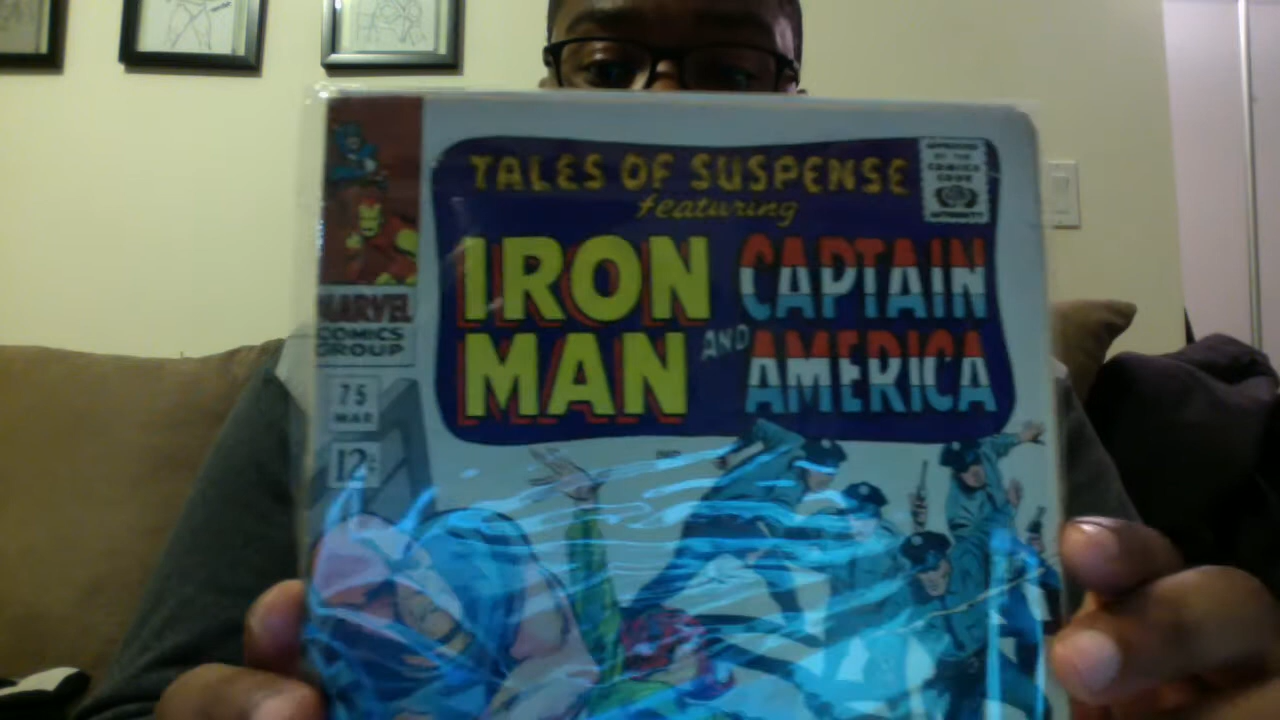 TALES OF SUSPENSE
featuring
IRON MAN
AND
CAPTAIN AMERICA
APPROVED
BY THE
COMICS
CODE
AUTHORITY
MARVEL
COMICS
GROUP
75
MAR
12¢